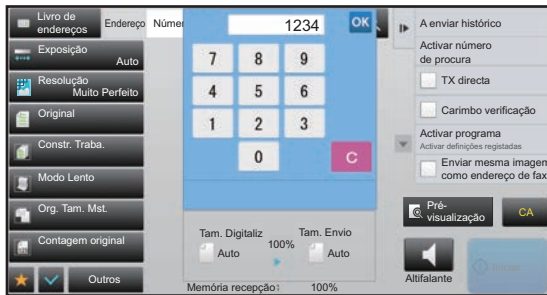 Livro de
endereços
Endereço
Númer
1234
OK
Exposição
Auto
Resolução
Muito Perfeito
Original
Constr. Traba.
Modo Lento
Org. Tam. Mst.
Contagem original
Outros
7 8 9
4 5 6
1 2 3
0 C
Tam. Digitaliz
Auto
100%
Tam. Envio
Auto
Memória recepção: 100%
A enviar histórico
Activar número
de procura
TX directa
Carimbo verificação
Activar programa
Activar definições registadas
Enviar mesma imagem
como endereço de fax
Pré-
visualização
CA
Altifalante
Iniciar